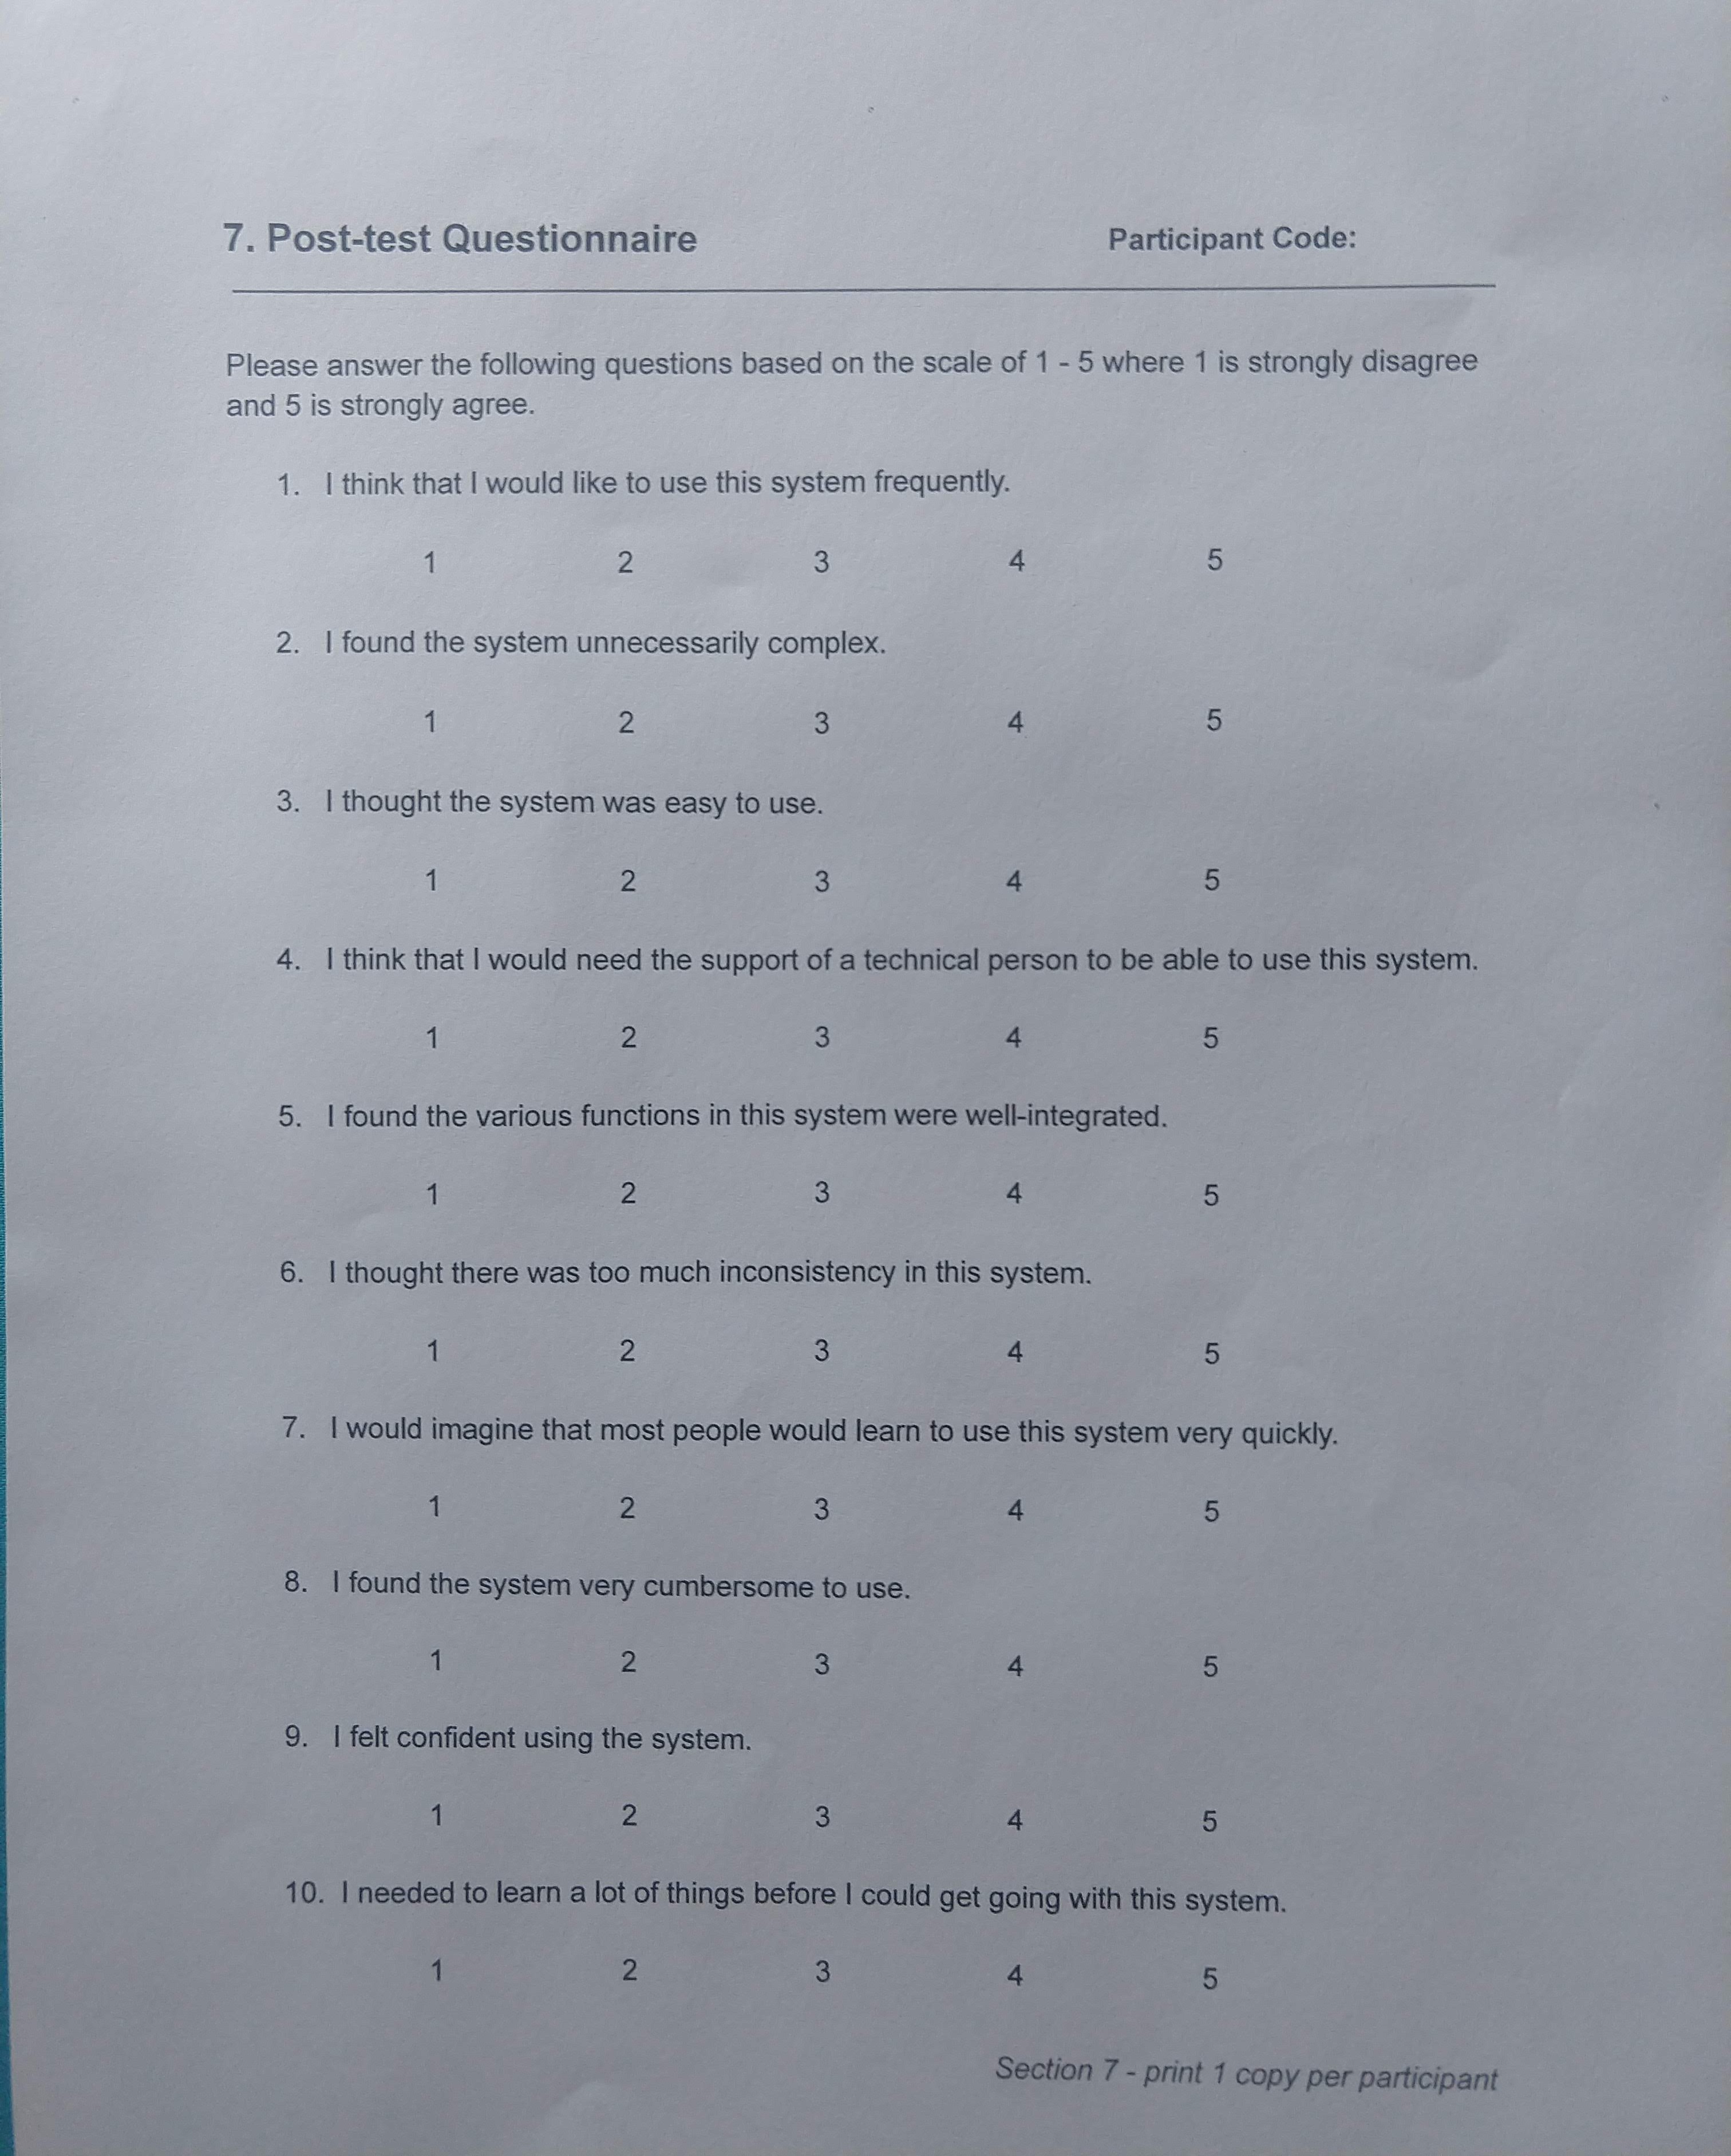 7. Post-test Questionnaire Participant Code:
Please answer the following questions based on the scale of 1 - 5 where 1 is strongly disagree
and 5 is strongly agree.
1. I think that I would like to use this system frequently.
1 2 3 4 5
2. I found the system unnecessarily complex.
1 2 3 4 5
3. I thought the system was easy to use.
1 2 3 4 5
4. I think that I would need the support of a technical person to be able to use this system.
1 2 3 4 5
5. I found the various functions in this system were well-integrated.
1 2 3 4 5
6. I thought there was too much inconsistency in this system.
1 2 3 4 5
7. I would imagine that most people would learn to use this system very quickly.
1 2 3 4 5
8. I found the system very cumbersome to use.
1 2 3 4 5
9. I felt confident using the system.
1 2 3 4 5
10. I needed to learn a lot of things before I could get going with this system.
1 2 3 4 5
Section 7 - print 1 copy per participant